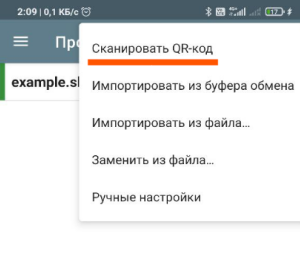 2:09 | 0,1 КБ/с
17
Про
Сканировать QR-код
example.sl
Импортировать из буфера обмена
Импортировать из файла...
Заменить из файла...
Ручные настройки